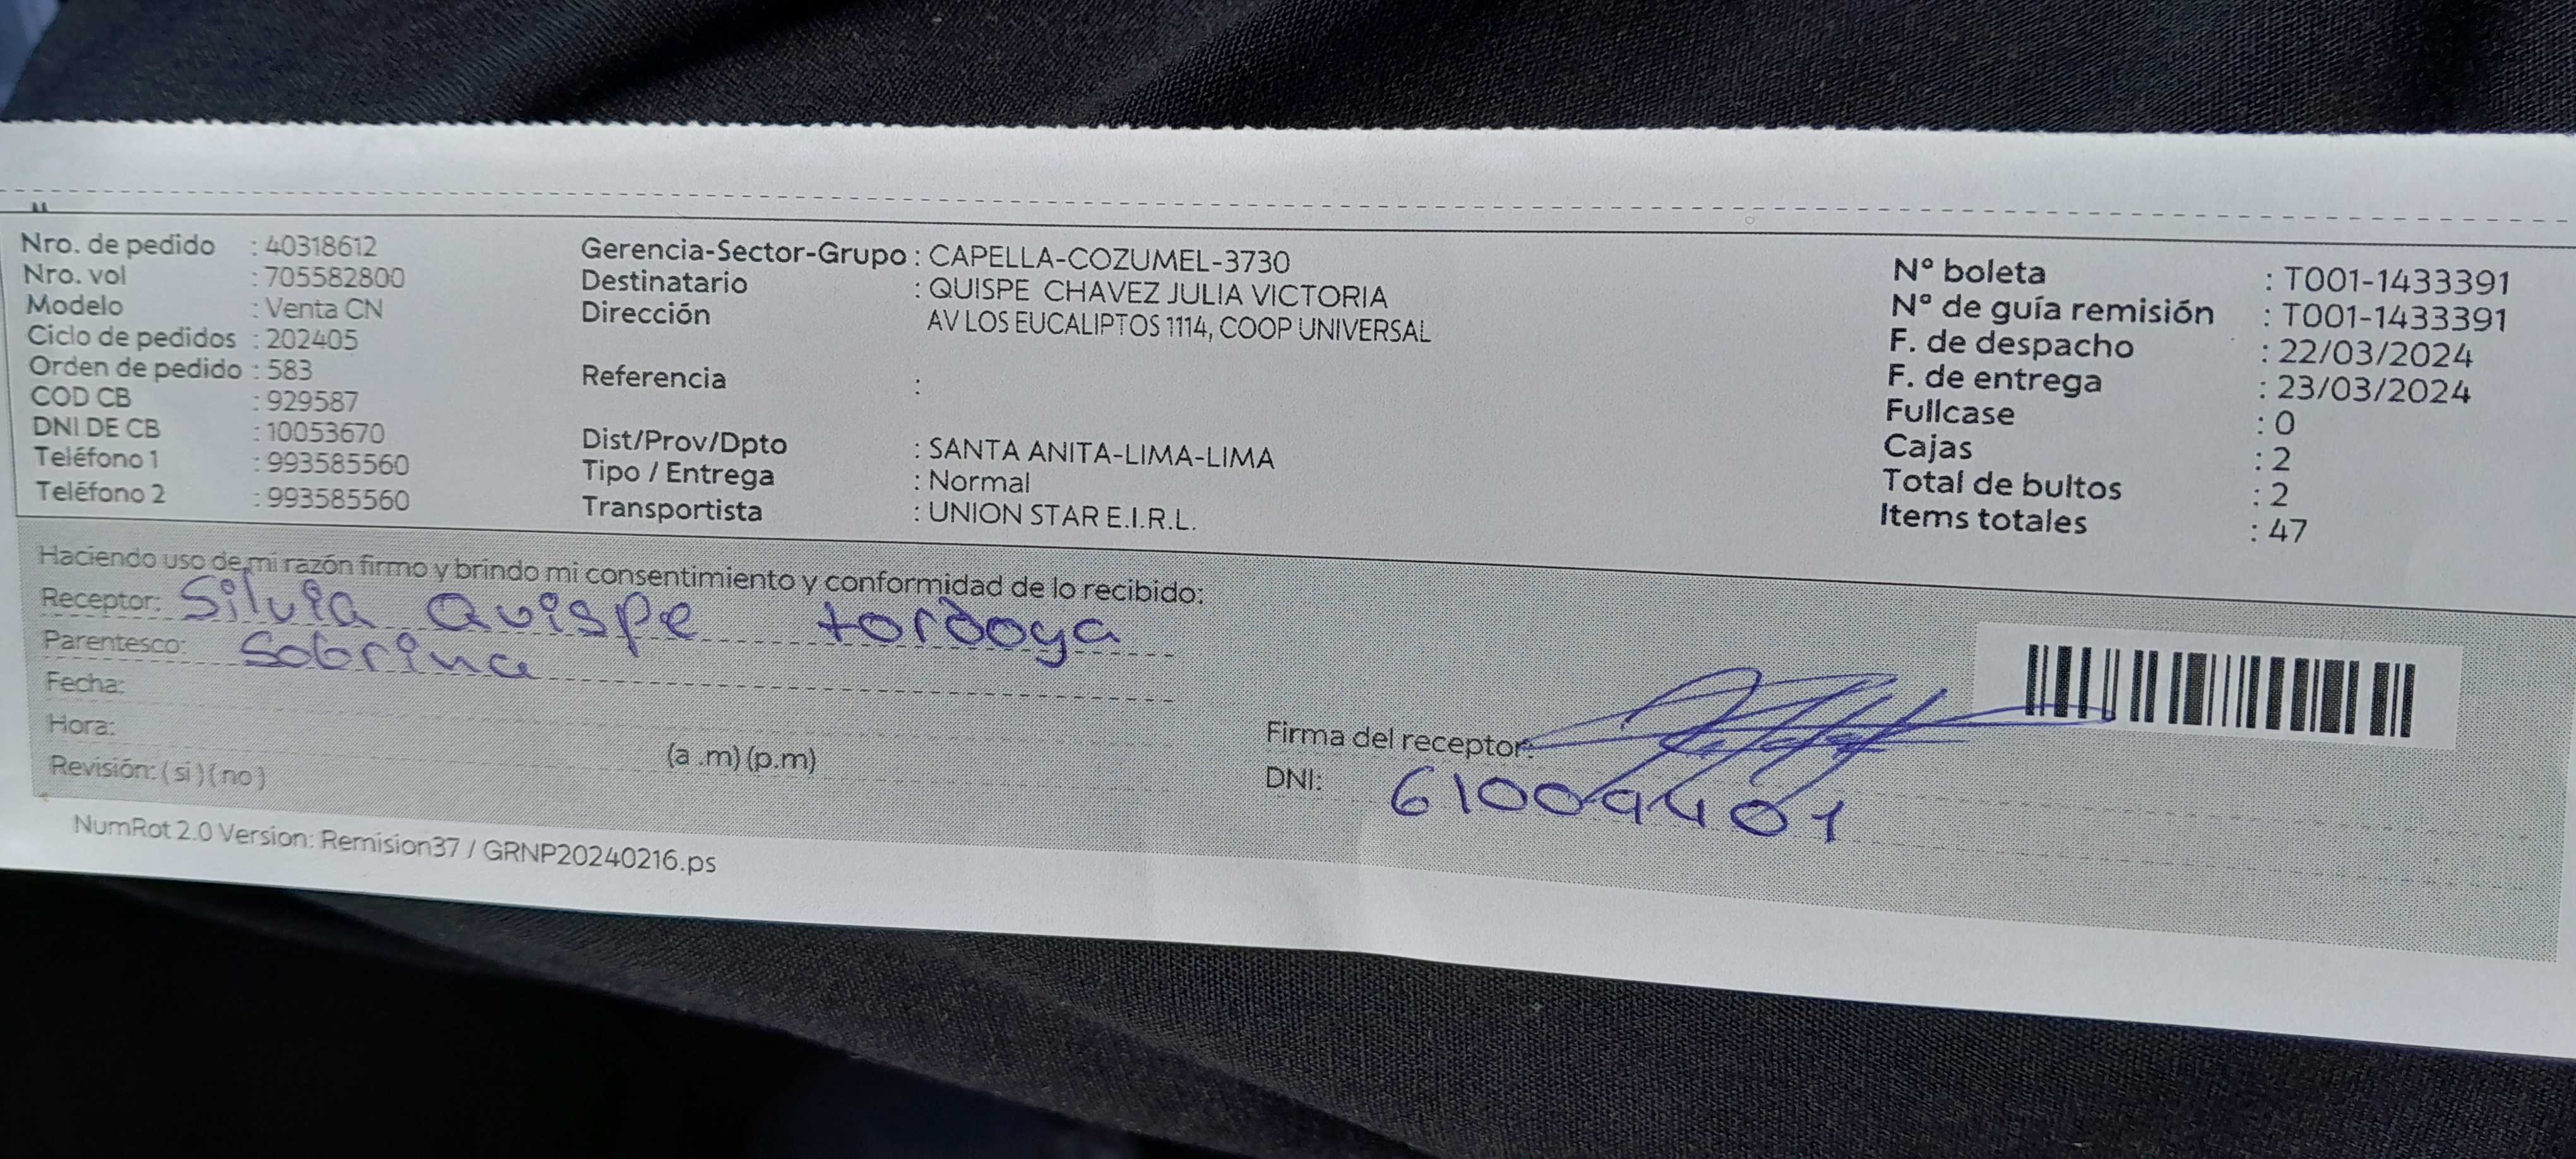 Nro. de pedido : 40318612
Nro. vol : 705582800
Modelo : Venta CN
Ciclo de pedidos : 202405
Orden de pedido : 583
COD CB : 929587
DNI DE CB : 10053670
Teléfono 1 : 993585560
Teléfono 2 : 993585560
Gerencia-Sector-Grupo : CAPELLA-COZUMEL-3730
Destinatario : QUISPE CHAVEZ JULIA VICTORIA
Dirección AV LOS EUCALIPTOS 1114, COOP UNIVERSAL
Referencia :
Dist/Prov/Dpto : SANTA ANITA-LIMA-LIMA
Tipo / Entrega : Normal
Transportista : UNION STAR E.I.R.L.
Nº boleta : T001-1433391
Nº de guía remisión : T001-1433391
F. de despacho : 22/03/2024
F. de entrega : 23/03/2024
Fullcase : 0
Cajas : 2
Total de bultos : 2
Items totales : 47
Haciendo uso de mi razón firmo y brindo mi consentimiento y conformidad de lo recibido:
Receptor: Silvia Quispe tordoya
Parentesco: Sobrina
Fecha:
Hora: (a .m) (p.m)
Revisión: ( si ) ( no )
Firma del receptor:
DNI: 61009401
NumRot 2.0 Version: Remision37 / GRNP20240216.ps